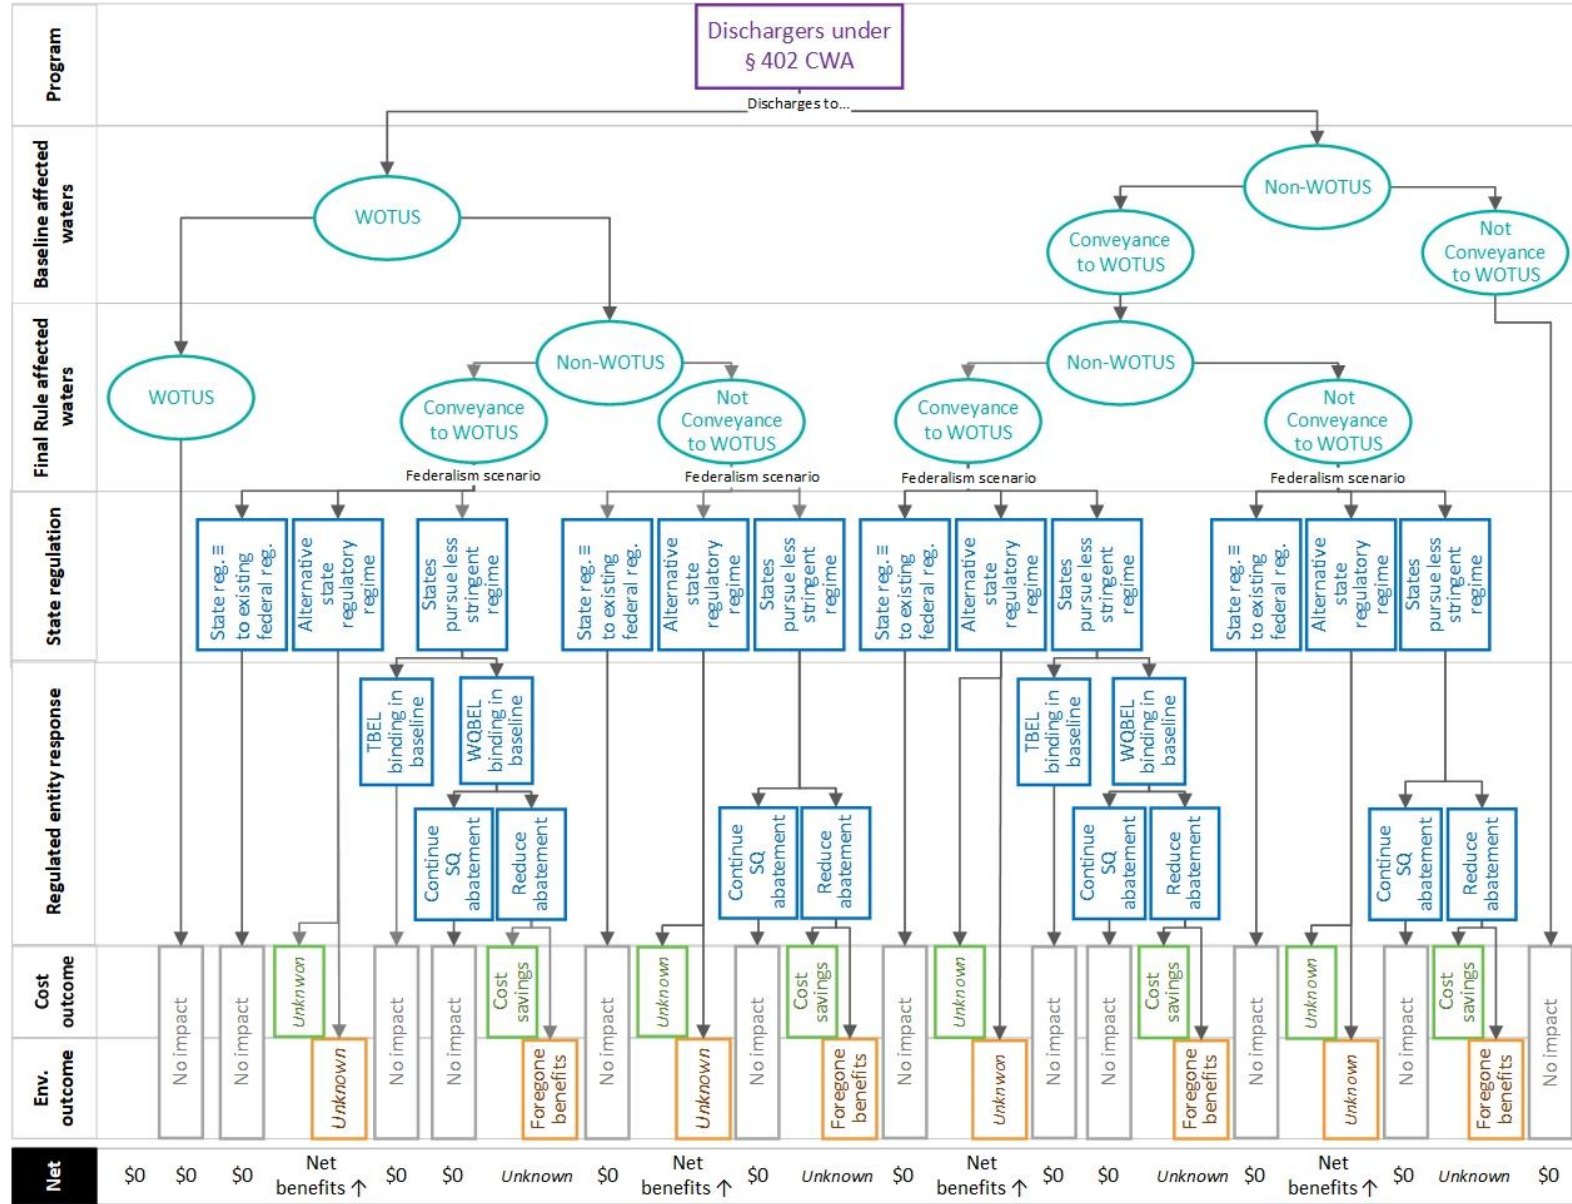 Program
Dischargers under
§ 402 CWA
Discharges to...
Baseline affected
waters
WOTUS
Non-WOTUS
Conveyance
to WOTUS
Not
Conveyance
to WOTUS
Final Rule affected
waters
WOTUS
Non-WOTUS
Conveyance
to WOTUS
Not
Conveyance
to WOTUS
Non-WOTUS
Conveyance
to WOTUS
Not
Conveyance
to WOTUS
Federalism scenario
Federalism scenario
Federalism scenario
Federalism scenario
State regulation
State reg. ≡
to existing
federal reg.
Alternative
state
regulatory
regime
States
pursue less
stringent
regime
State reg. ≡
to existing
federal reg.
Alternative
state
regulatory
regime
States
pursue less
stringent
regime
State reg. ≡
to existing
federal reg.
Alternative
state
regulatory
regime
States
pursue less
stringent
regime
State reg. ≡
to existing
federal reg.
Alternative
state
regulatory
regime
States
pursue less
stringent
regime
Regulated entity response
TBEL
binding in
baseline
WQBEL
binding in
baseline
Continue
SQ
abatement
Reduce
abatement
Continue
SQ
abatement
Reduce
abatement
TBEL
binding in
baseline
WQBEL
binding in
baseline
Continue
SQ
abatement
Reduce
abatement
Continue
SQ
abatement
Reduce
abatement
Cost
outcome
Env.
outcome
No impact
No impact
Unknwon
Unknown
No impact
No impact
Cost
savings
Foregone
benefits
No impact
Unknown
Unknown
No impact
Cost
savings
Foregone
benefits
No impact
Unknown
Unknwon
No impact
No impact
Cost
savings
Foregone
benefits
No impact
Unknown
Unknown
No impact
Cost
savings
Foregone
benefits
No impact
Net
$0
$0
$0
Net
benefits ↑
$0
$0
Unknown
$0
Net
benefits ↑
$0
Unknown
$0
Net
benefits ↑
$0
$0
Unknown
$0
Net
benefits ↑
$0
Unknown
$0